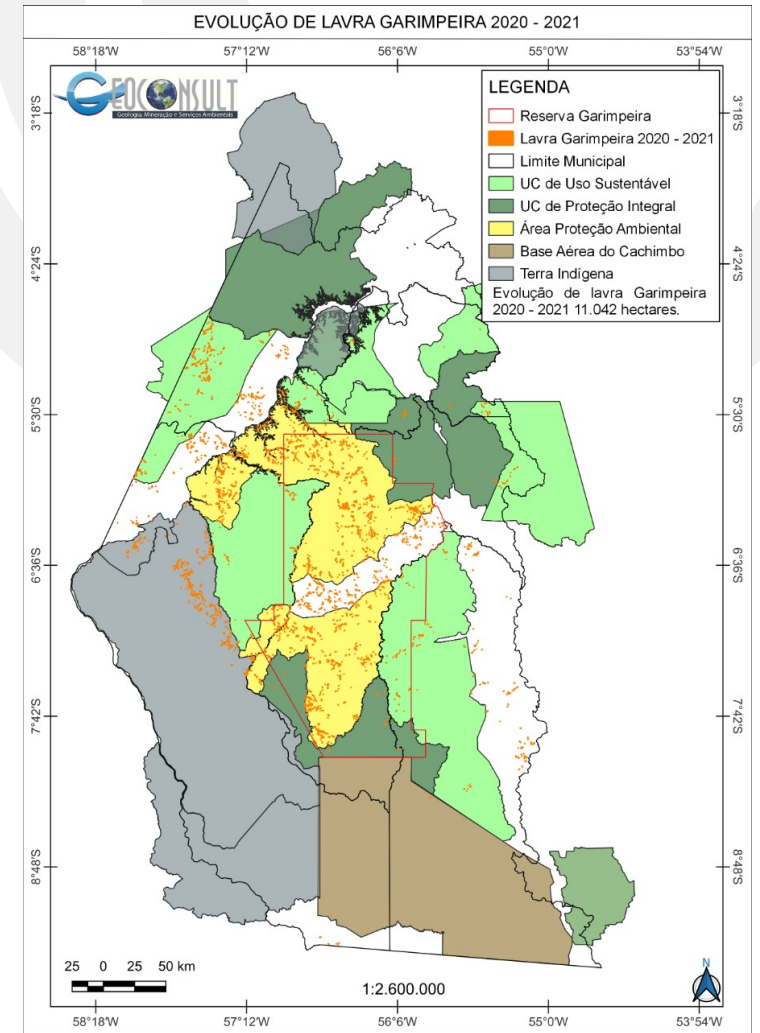 EVOLUÇÃO DE LAVRA GARIMPEIRA 2020 - 2021
58°18'W 57°12'W 56°6'W 55°0'W 53°54'W
GEOCONSULT
Geologia, Mineração e Serviços Ambientais
LEGENDA
Reserva Garimpeira
Lavra Garimpeira 2020 - 2021
Limite Municipal
UC de Uso Sustentável
UC de Proteção Integral
Área Proteção Ambiental
Base Aérea do Cachimbo
Terra Indígena
Evolução de lavra Garimpeira
2020 - 2021 11.042 hectares.
3°18'S 3°18'S
4°24'S 4°24'S
5°30'S 5°30'S
6°36'S 6°36'S
7°42'S 7°42'S
8°48'S 8°48'S
25 0 25 50 km
1:2.600.000
N
58°18'W 57°12'W 56°6'W 55°0'W 53°54'W